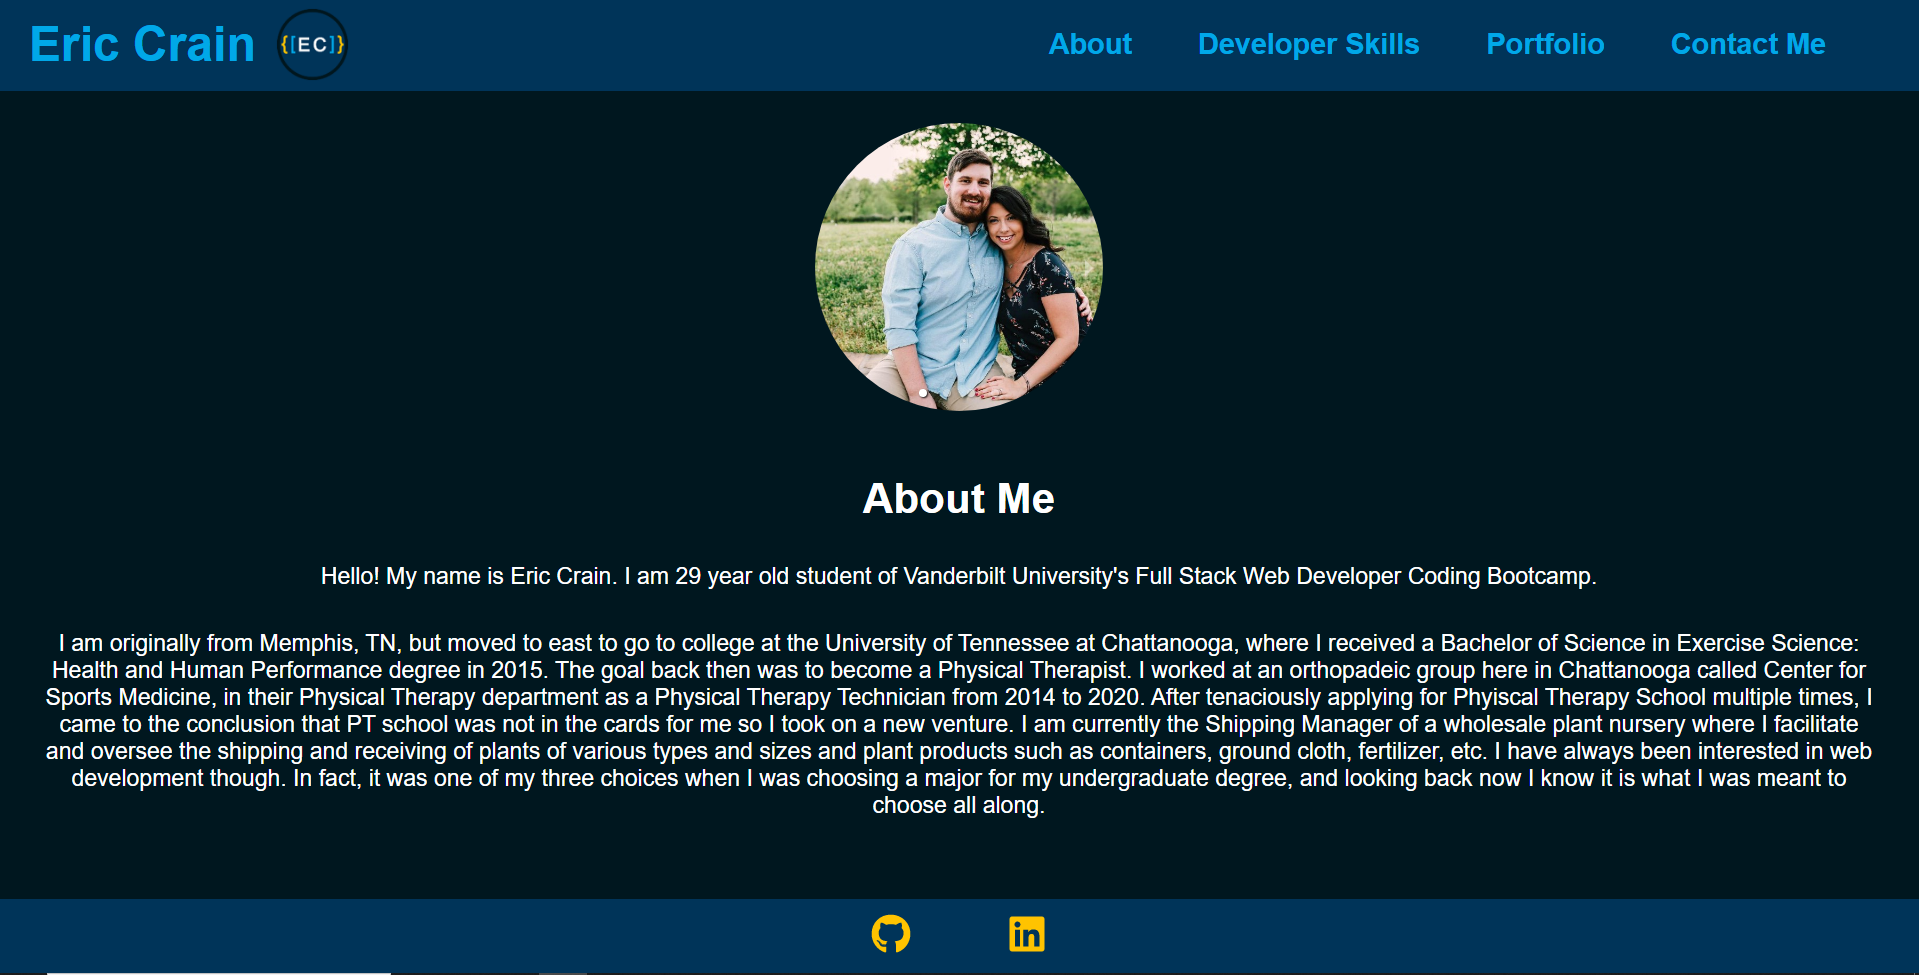 Eric Crain {[EC]} About Developer Skills Portfolio Contact Me
About Me
Hello! My name is Eric Crain. I am 29 year old student of Vanderbilt University's Full Stack Web Developer Coding Bootcamp.
I am originally from Memphis, TN, but moved to east to go to college at the University of Tennessee at Chattanooga, where I received a Bachelor of Science in Exercise Science:
Health and Human Performance degree in 2015. The goal back then was to become a Physical Therapist. I worked at an orthopadeic group here in Chattanooga called Center for
Sports Medicine, in their Physical Therapy department as a Physical Therapy Technician from 2014 to 2020. After tenaciously applying for Phyiscal Therapy School multiple times, I
came to the conclusion that PT school was not in the cards for me so I took on a new venture. I am currently the Shipping Manager of a wholesale plant nursery where I facilitate
and oversee the shipping and receiving of plants of various types and sizes and plant products such as containers, ground cloth, fertilizer, etc. I have always been interested in web
development though. In fact, it was one of my three choices when I was choosing a major for my undergraduate degree, and looking back now I know it is what I was meant to
choose all along.
in